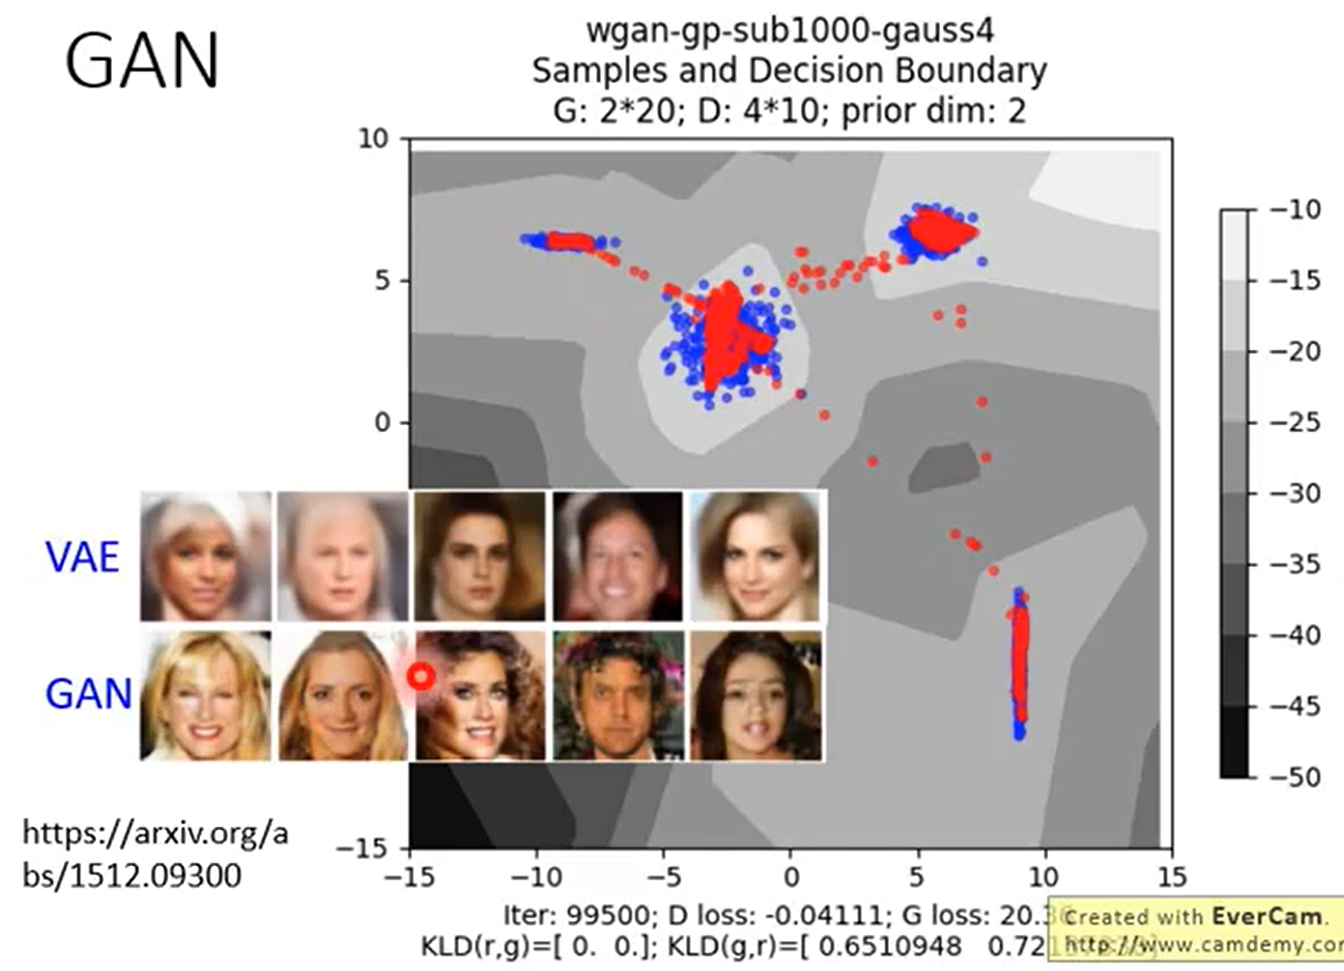 GAN
wgan-gp-sub1000-gauss4
Samples and Decision Boundary
G: 2*20; D: 4*10; prior dim: 2
10
5
0
−15
−15
−10
−5
0
5
10
15
−10
−15
−20
−25
−30
−35
−40
−45
−50
VAE
GAN
https://arxiv.org/a
bs/1512.09300
Iter: 99500; D loss: -0.04111; G loss: 20.36
KLD(r,g)=[ 0. 0.]; KLD(g,r)=[ 0.6510948
Created with EverCam.
http://www.camdemy.com